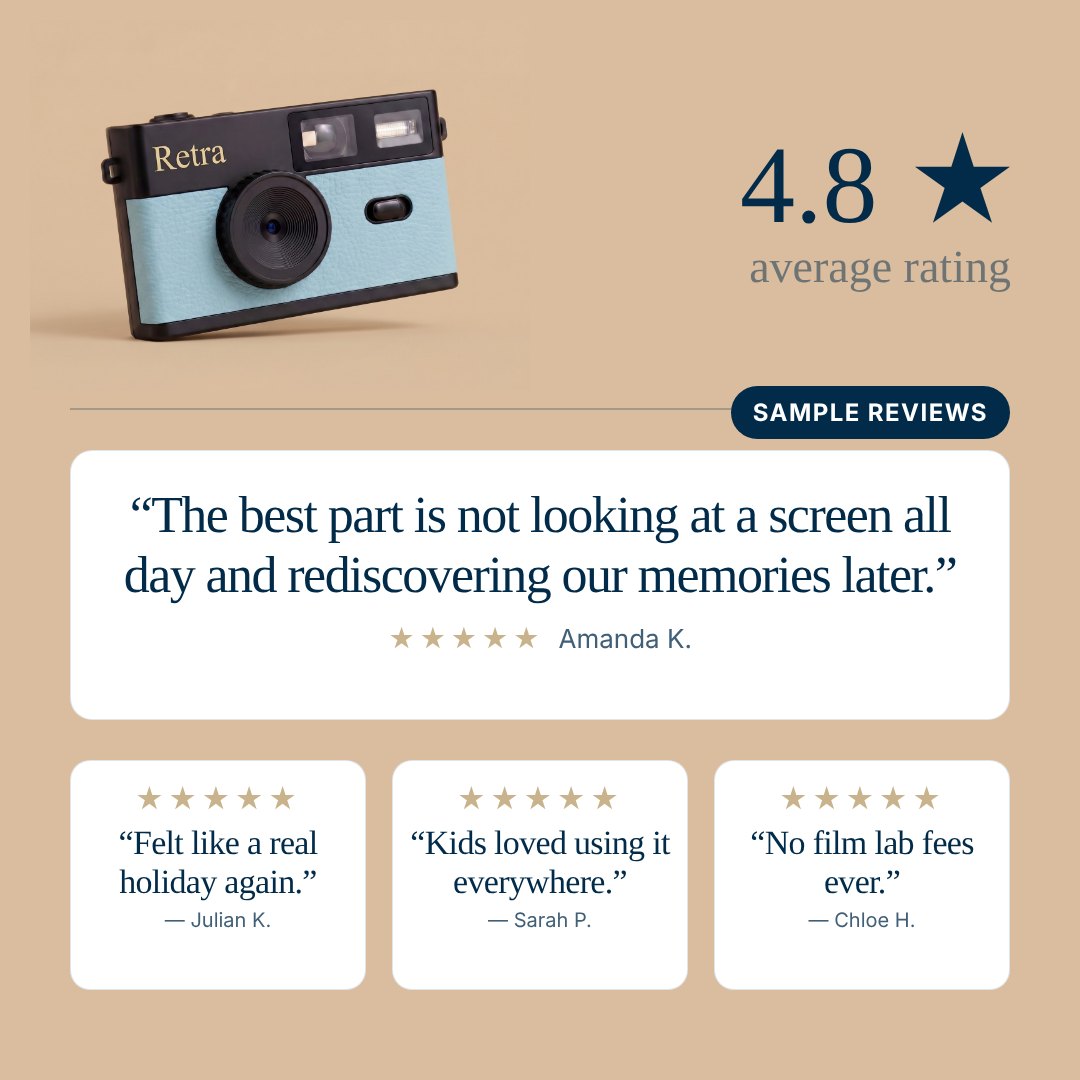 Retra
4.8 ★
average rating
SAMPLE REVIEWS
“The best part is not looking at a screen all
day and rediscovering our memories later.”
★★★★★ Amanda K.
★★★★★
“Felt like a real
holiday again.”
— Julian K.
★★★★★
“Kids loved using it
everywhere.”
— Sarah P.
★★★★★
“No film lab fees
ever.”
— Chloe H.